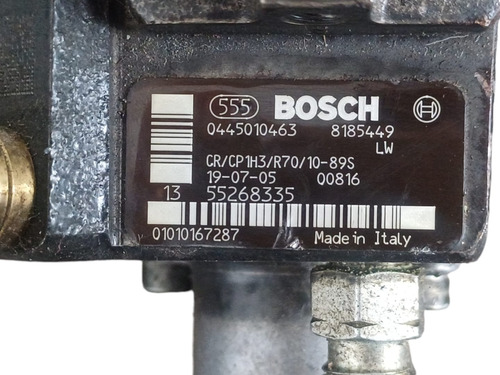 555 BOSCH
0445010463 8185449
LW
CR/CP1H3/R70/10-89S
19-07-05 00816
13 55268335
01010167287 Made in Italy